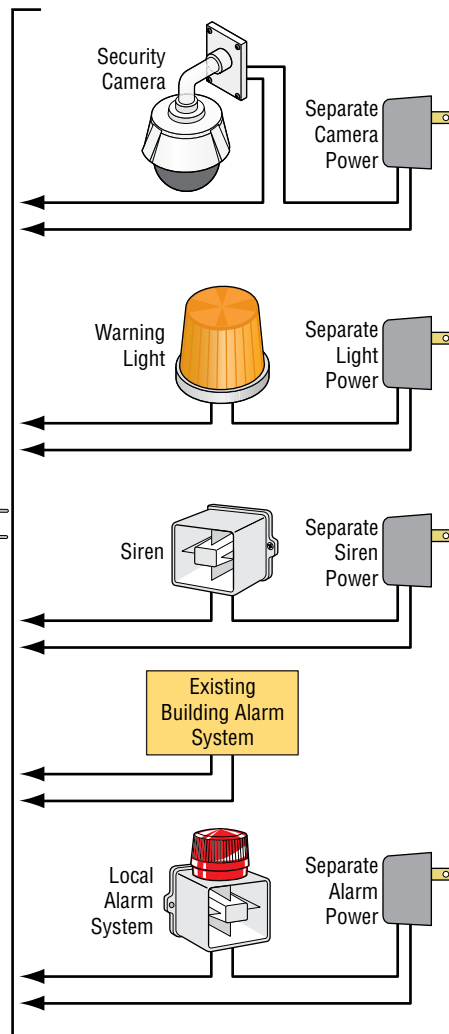 Security
Camera
Separate
Camera
Power
Warning
Light
Separate
Light
Power
Siren
Separate
Siren
Power
Existing
Building Alarm
System
Local
Alarm
System
Separate
Alarm
Power